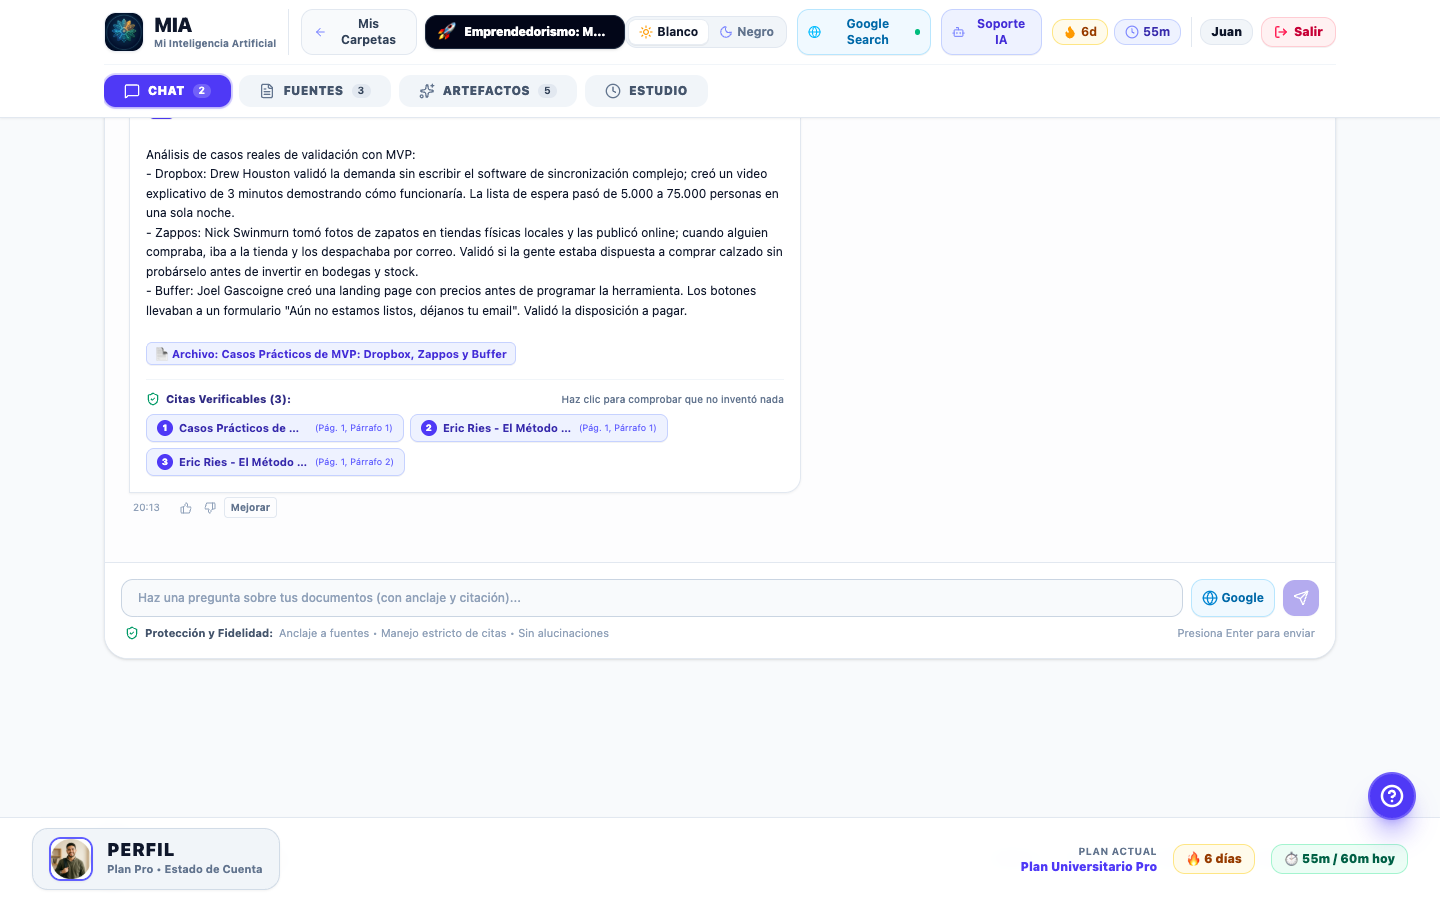 MIA
Mi Inteligencia Artificial
Mis
Carpetas
Emprendedorismo: M...
Blanco
Negro
Google
Search
Soporte
IA
6d
55m
Juan
Salir
CHAT 2
FUENTES 3
ARTEFACTOS 5
ESTUDIO
Análisis de casos reales de validación con MVP:
- Dropbox: Drew Houston validó la demanda sin escribir el software de sincronización complejo; creó un video
explicativo de 3 minutos demostrando cómo funcionaría. La lista de espera pasó de 5.000 a 75.000 personas en
una sola noche.
- Zappos: Nick Swinmurn tomó fotos de zapatos en tiendas físicas locales y las publicó online; cuando alguien
compraba, iba a la tienda y los despachaba por correo. Validó si la gente estaba dispuesta a comprar calzado sin
probárselo antes de invertir en bodegas y stock.
- Buffer: Joel Gascoigne creó una landing page con precios antes de programar la herramienta. Los botones
llevaban a un formulario "Aún no estamos listos, déjanos tu email". Validó la disposición a pagar.
Archivo: Casos Prácticos de MVP: Dropbox, Zappos y Buffer
Citas Verificables (3):
Haz clic para comprobar que no inventó nada
1 Casos Prácticos de ... (Pág. 1, Párrafo 1)
2 Eric Ries - El Método ... (Pág. 1, Párrafo 1)
3 Eric Ries - El Método ... (Pág. 1, Párrafo 2)
20:13
Mejorar
Haz una pregunta sobre tus documentos (con anclaje y citación)...
Google
Protección y Fidelidad: Anclaje a fuentes • Manejo estricto de citas • Sin alucinaciones
Presiona Enter para enviar
PERFIL
Plan Pro • Estado de Cuenta
PLAN ACTUAL
Plan Universitario Pro
6 días
55m / 60m hoy